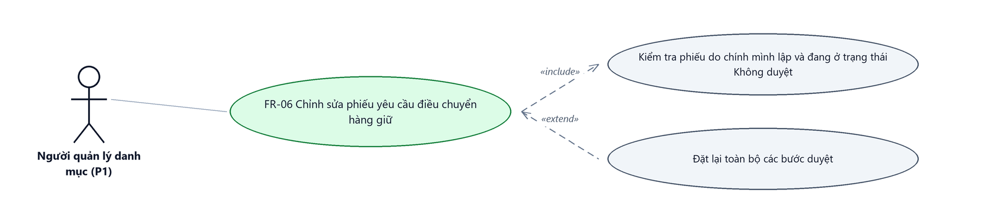 Kiểm tra phiếu do chính mình lập và đang ở trạng thái
Không duyệt
«include»
FR-06 Chỉnh sửa phiếu yêu cầu điều chuyển
hàng giữ
«extend»
Người quản lý danh
mục (P1)
Đặt lại toàn bộ các bước duyệt